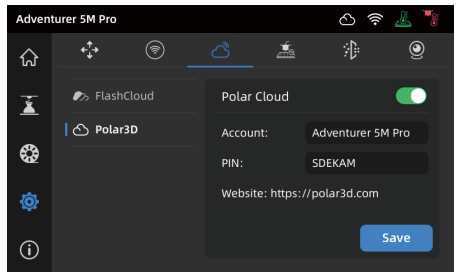 Adventurer 5M Pro
FlashCloud
Polar3D
Polar Cloud
Account: Adventurer 5M Pro
PIN: SDEKAM
Website: https://polar3d.com
Save